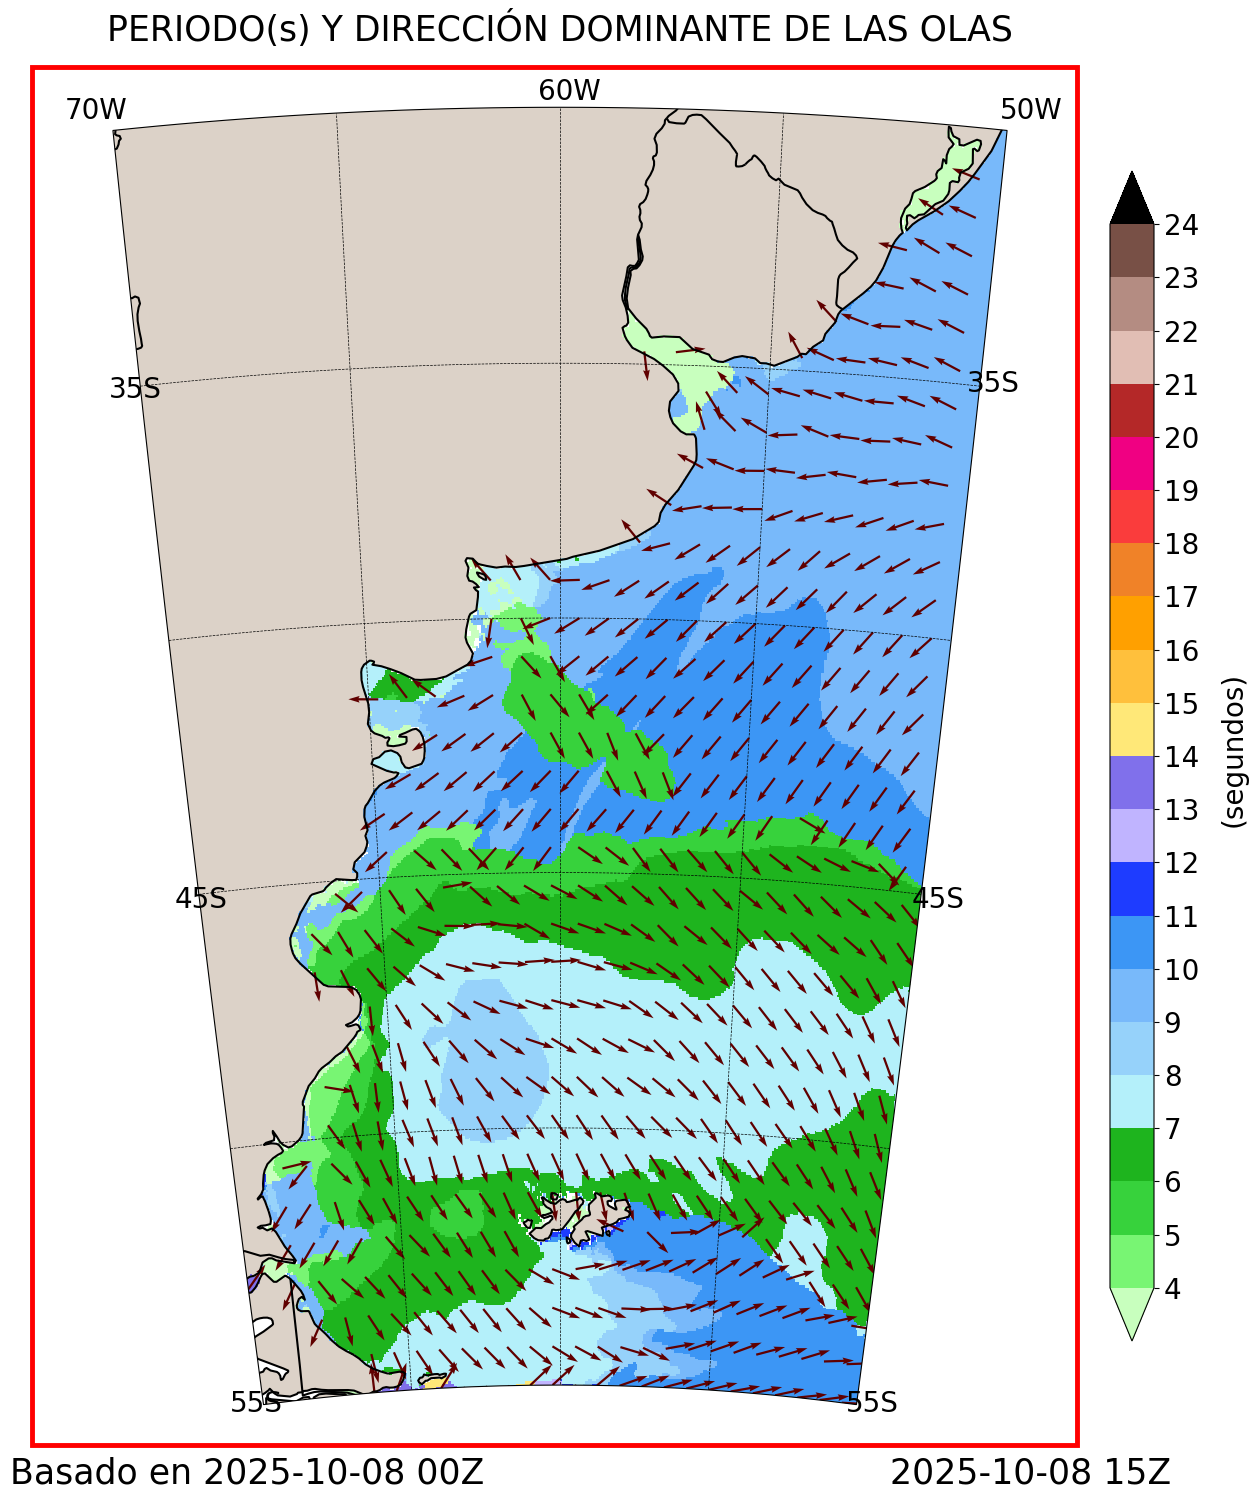 PERIODO(s) Y DIRECCIÓN DOMINANTE DE LAS OLAS
70W
60W
50W
35S
35S
45S
45S
55S
55S
24
23
22
21
20
19
18
17
16
15
14
13
12
11
10
9
8
7
6
5
4
(segundos)
Basado en 2025-10-08 00Z
2025-10-08 15Z